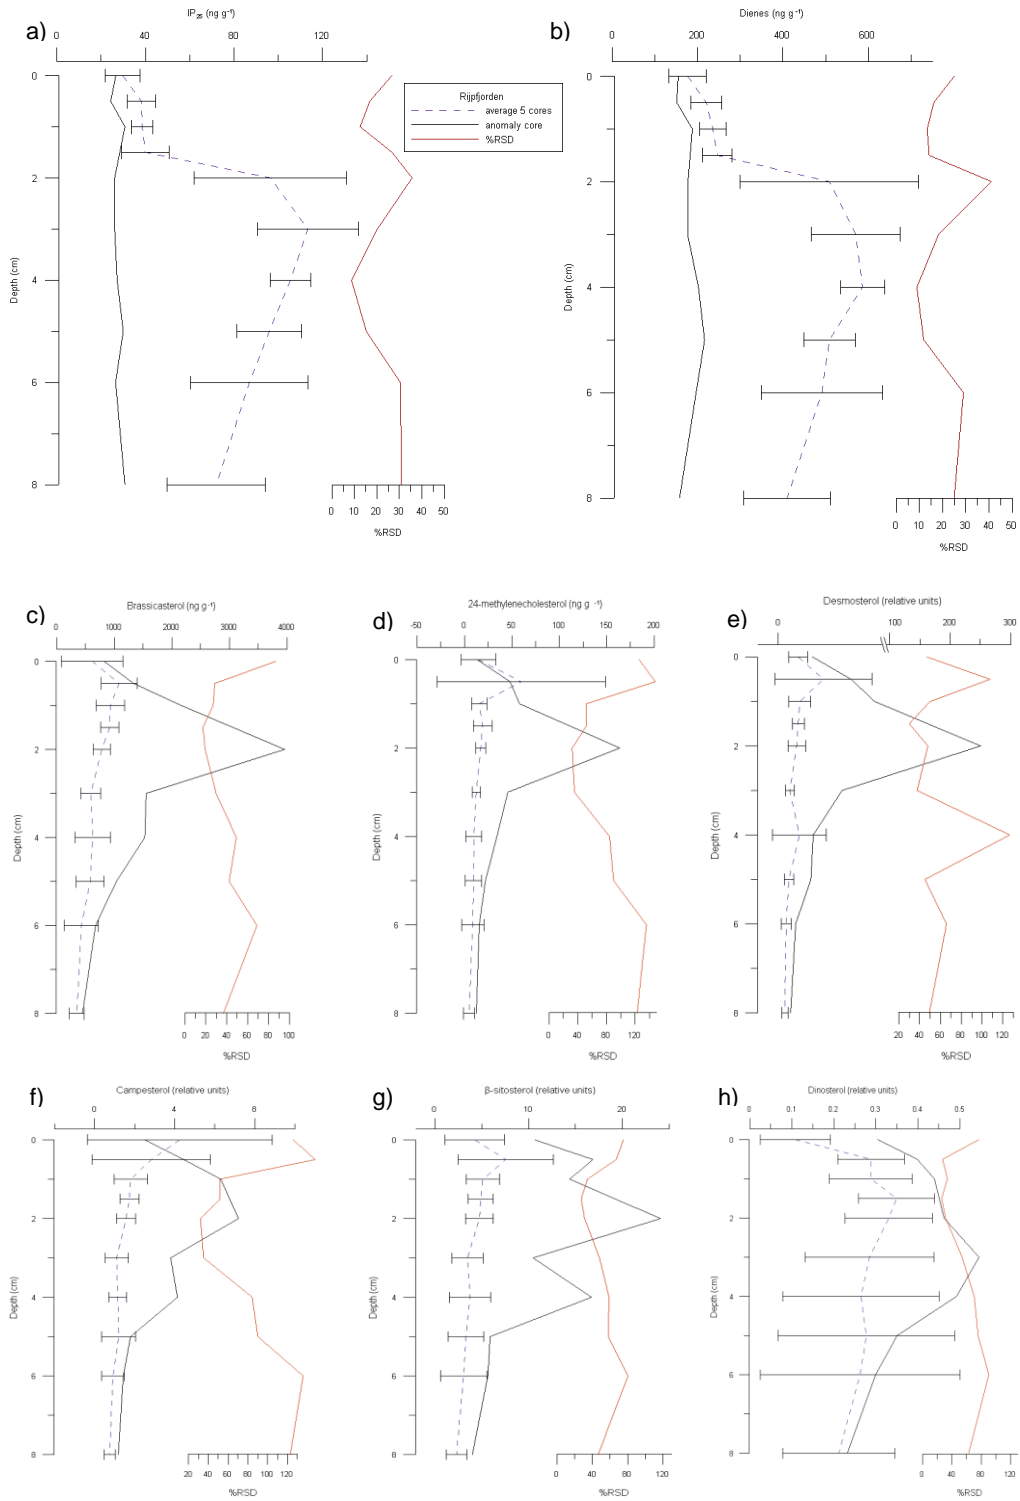 a)
IP₂₅ (ng g⁻¹)
0 40 80 120
Depth (cm)
0
2
4
6
8
0 10 20 30 40 50
%RSD
Rijpfjorden
average 5 cores
anomaly core
%RSD
b)
Dienes (ng g⁻¹)
0 200 400 600
Depth (cm)
0
2
4
6
8
0 10 20 30 40 50
%RSD
c)
Brassicasterol (ng g⁻¹)
0 1000 2000 3000 4000
Depth (cm)
0
2
4
6
8
0 20 40 60 80 100
%RSD
d)
24-methylenecholesterol (ng g⁻¹)
-50 0 50 100 150 200
Depth (cm)
0
2
4
6
8
0 40 80 120
%RSD
e)
Desmosterol (relative units)
0 100 200 300
Depth (cm)
0
2
4
6
8
20 40 60 80 100 120
%RSD
f)
Campesterol (relative units)
0 4 8
Depth (cm)
0
2
4
6
8
20 40 60 80 100 120
%RSD
g)
β-sitosterol (relative units)
0 10 20
Depth (cm)
0
2
4
6
8
0 40 80 120
%RSD
h)
Dinosterol (relative units)
0 0.1 0.2 0.3 0.4 0.5
Depth (cm)
0
2
4
6
8
0 40 80 120
%RSD